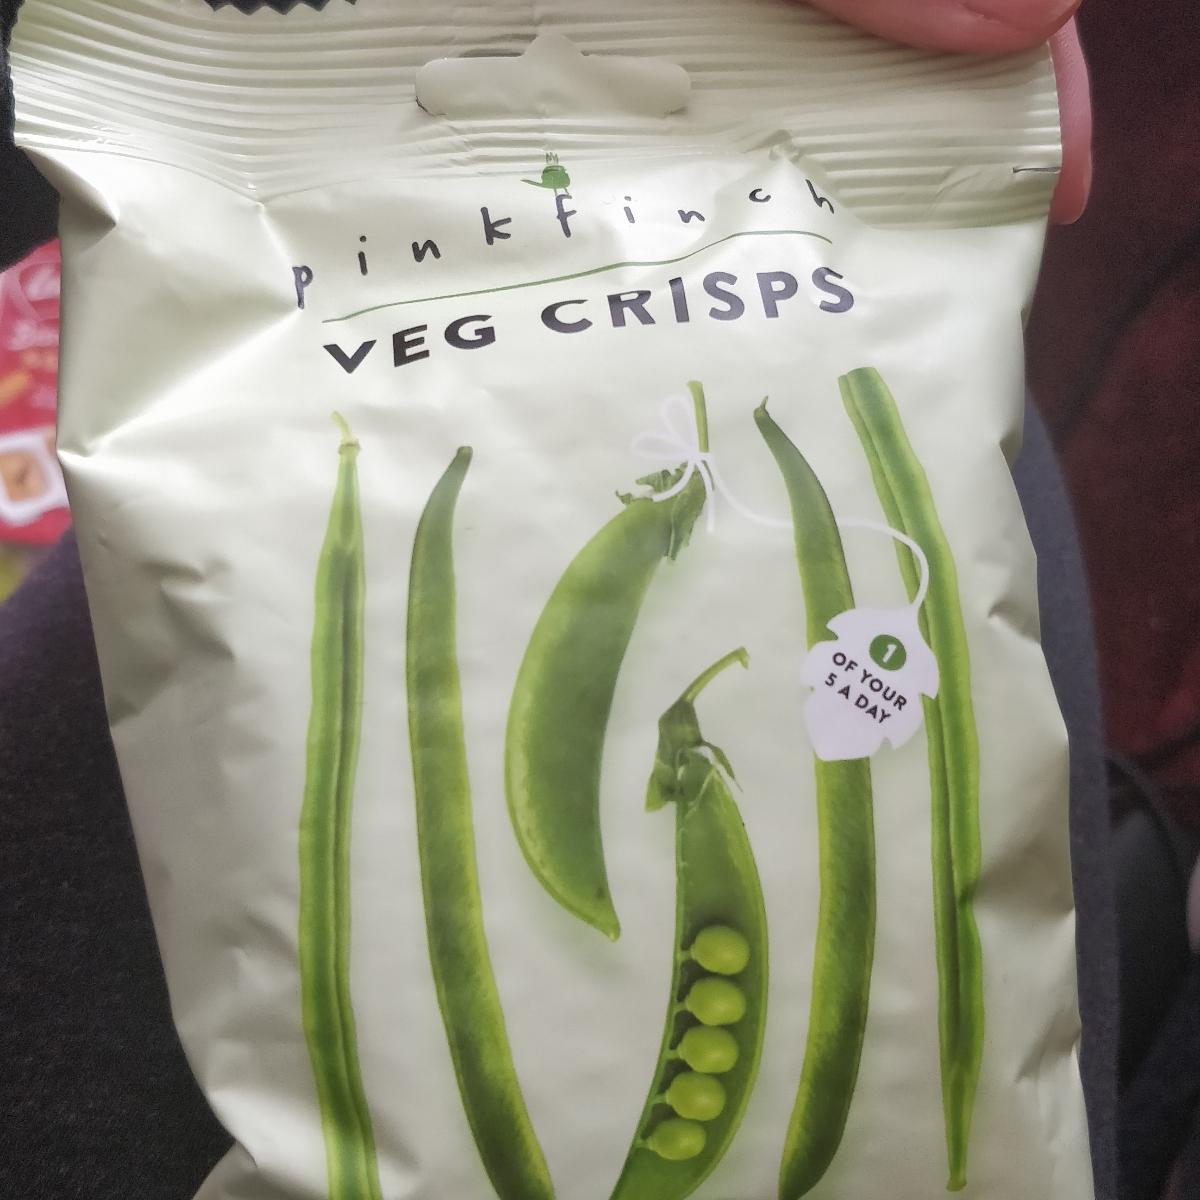 pinkfinch
VEG CRISPS
1
OF YOUR
5 A DAY